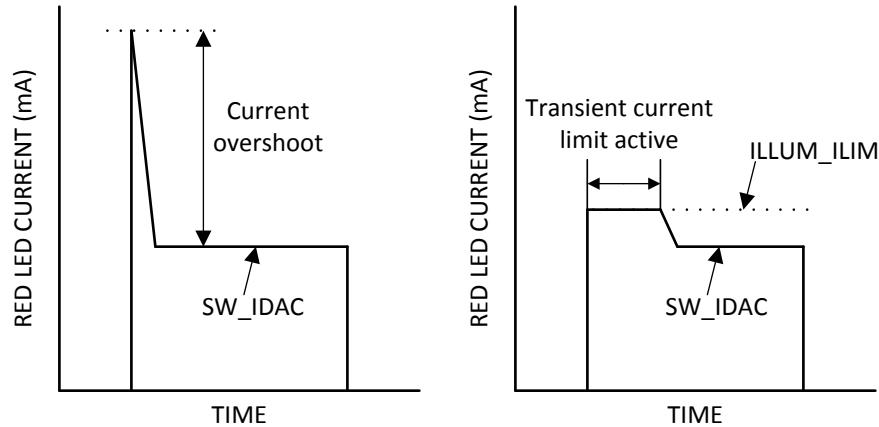 RED LED CURRENT (mA)
Current
overshoot
SW_IDAC
TIME
RED LED CURRENT (mA)
Transient current
limit active
ILLUM_ILIM
SW_IDAC
TIME